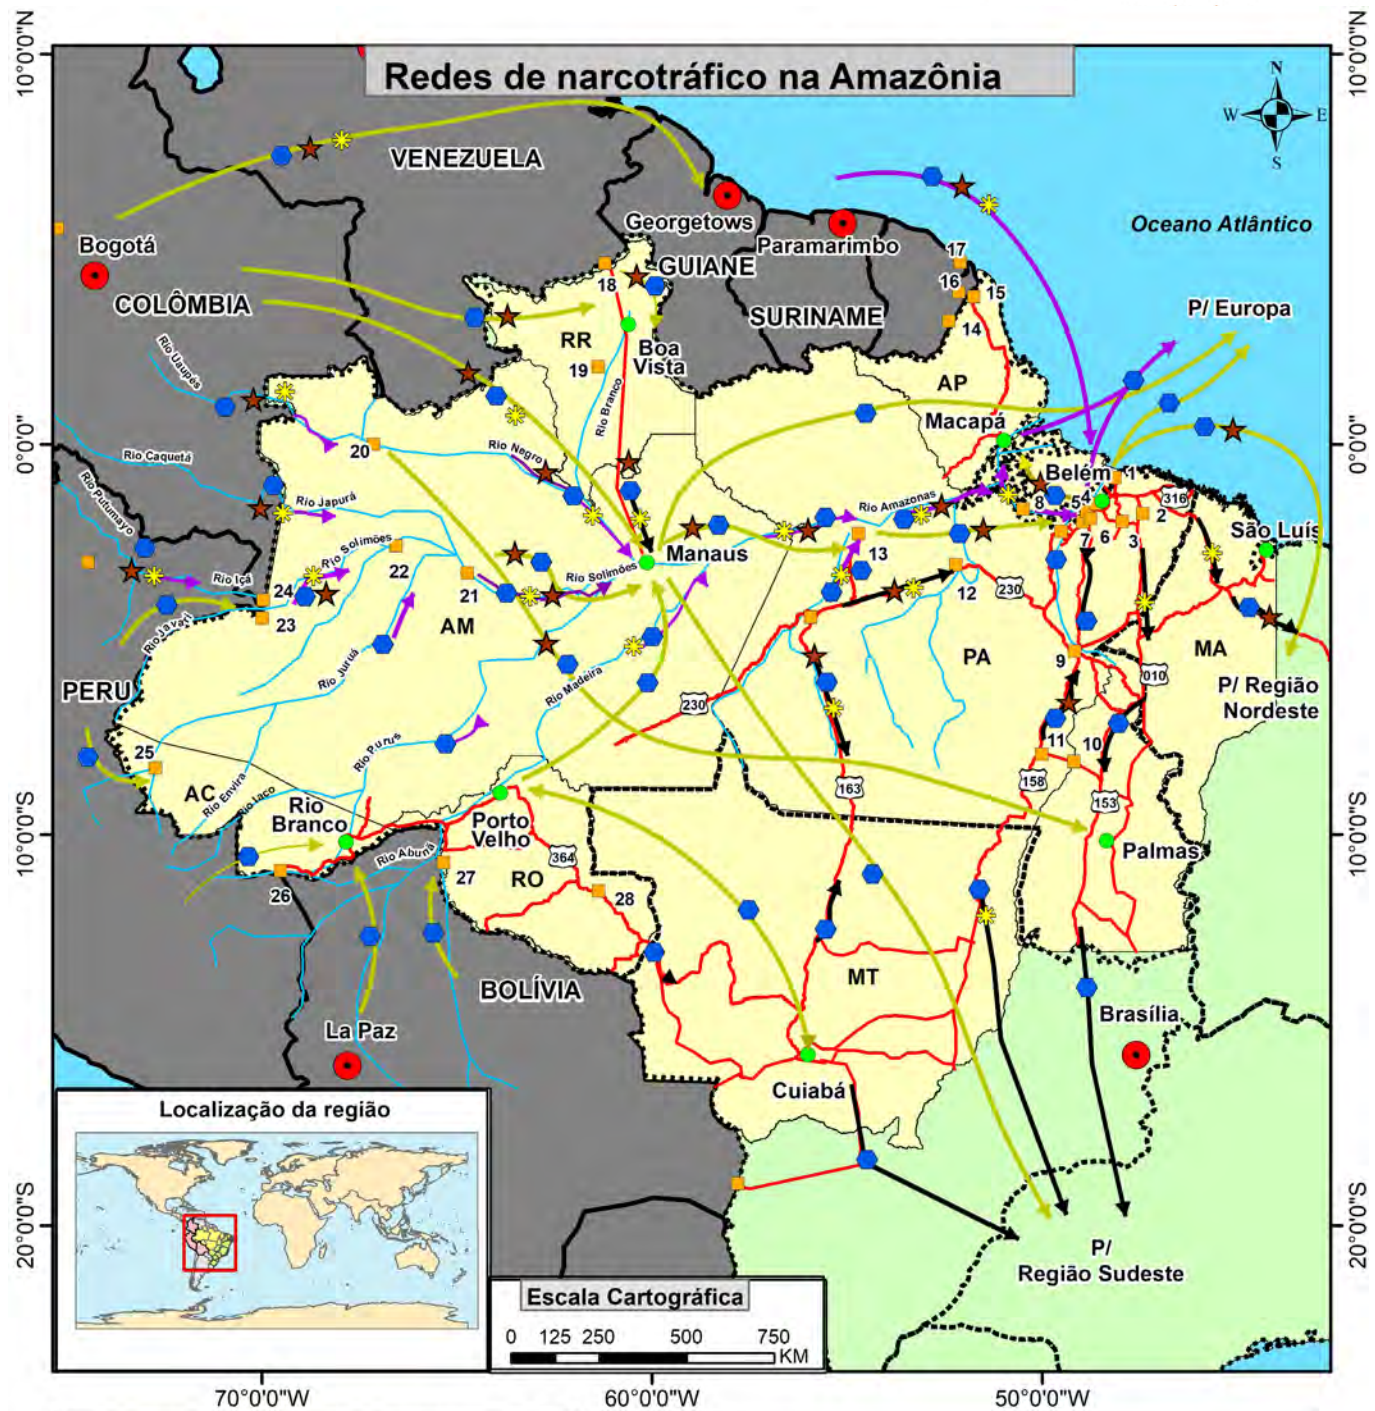 Redes de narcotráfico na Amazônia
10°0'0"N
10°0'0"N
N
W
E
S
VENEZUELA
Georgetows
Paramarimbo
Oceano Atlântico
Bogotá
COLÔMBIA
GUIANE
SURINAME
P/ Europa
17
16
15
14
18
19
RR
Boa
Vista
Rio Branco
AP
Macapá
Rio Uaupés
Rio Caquetá
Rio Putumayo
Rio Negro
Rio Japurá
Rio Solimões
Rio Içá
Rio Javari
Rio Solimões
Rio Amazonas
0°0'0"
0°0'0"
20
Belém
1
316
2
3
4
5
6
7
8
São Luís
Manaus
13
12
230
24
23
22
21
AM
PA
MA
9
010
P/ Região
Nordeste
PERU
Rio Juruá
Rio Madeira
230
Rio Purus
25
AC
Rio Envira
Rio Iaco
Rio
Branco
Rio Abunã
Porto
Velho
364
RO
163
11
10
158
153
Palmas
10°0'0"S
10°0'0"S
26
27
28
BOLÍVIA
MT
La Paz
Brasília
Cuiabá
Localização da região
20°0'0"S
20°0'0"S
P/
Região Sudeste
Escala Cartográfica
0 125 250 500 750
KM
70°0'0"W
60°0'0"W
50°0'0"W